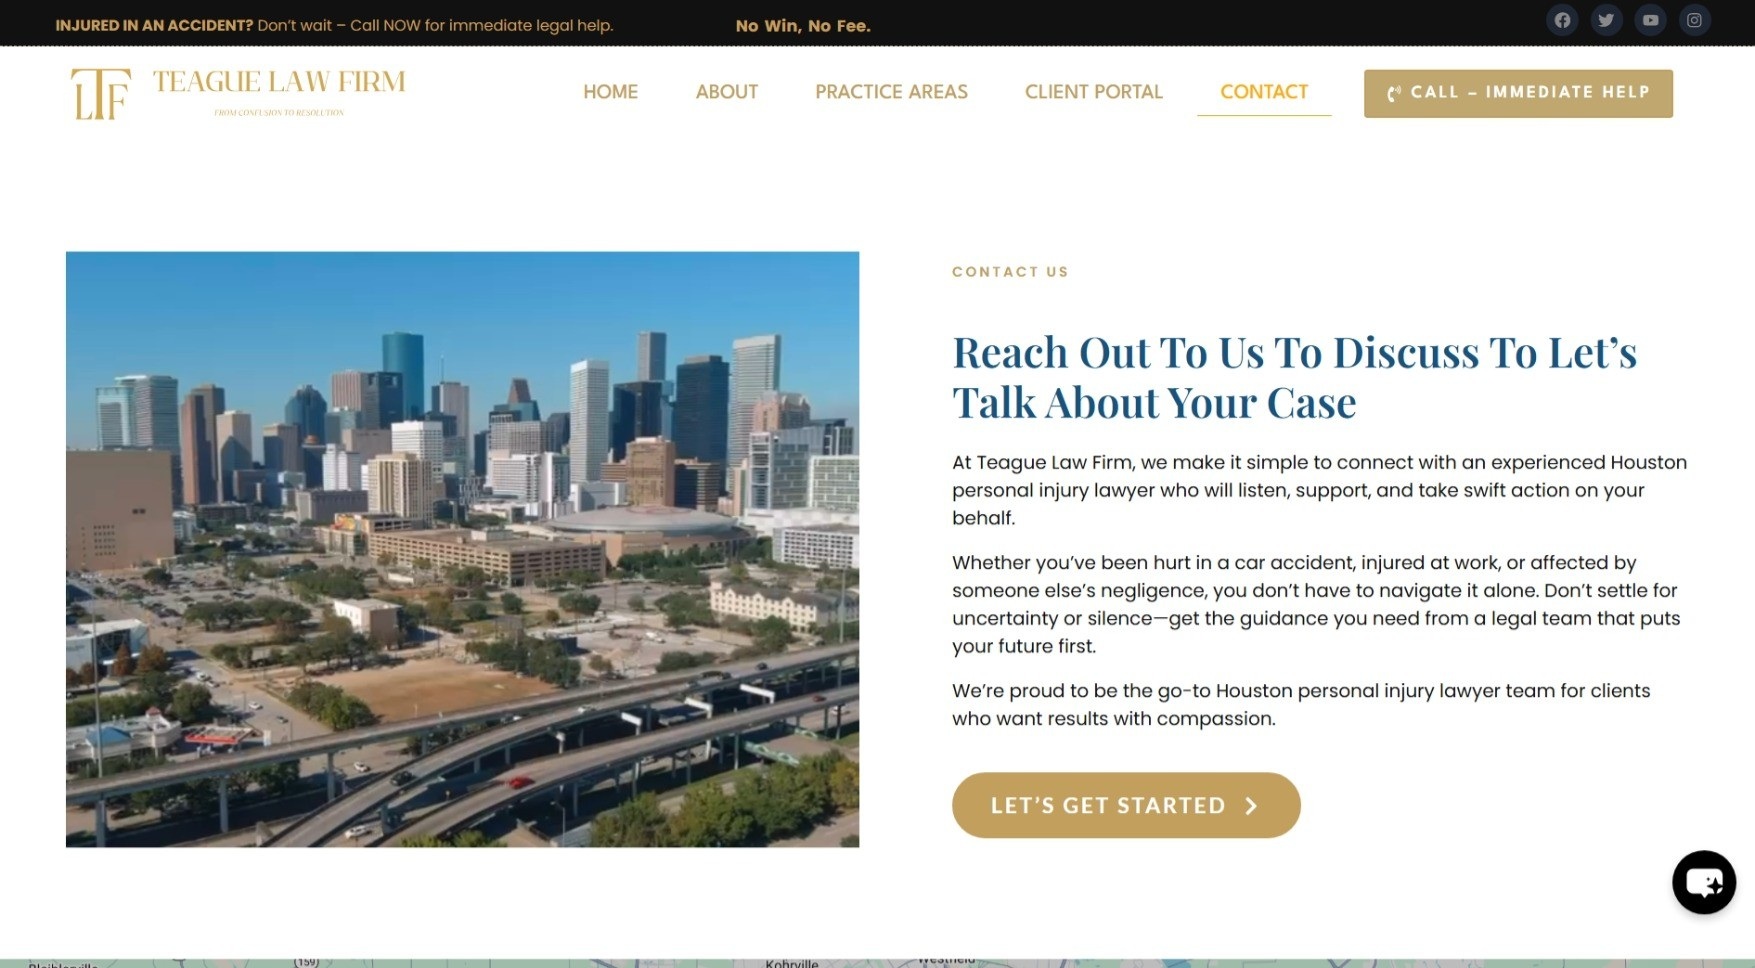 INJURED IN AN ACCIDENT? Don’t wait – Call NOW for immediate legal help.
No Win, No Fee.
LTF
TEAGUE LAW FIRM
FROM CONFUSION TO RESOLUTION
HOME
ABOUT
PRACTICE AREAS
CLIENT PORTAL
CONTACT
CALL – IMMEDIATE HELP
CONTACT US
Reach Out To Us To Discuss To Let’s
Talk About Your Case
At Teague Law Firm, we make it simple to connect with an experienced Houston
personal injury lawyer who will listen, support, and take swift action on your
behalf.
Whether you’ve been hurt in a car accident, injured at work, or affected by
someone else’s negligence, you don’t have to navigate it alone. Don’t settle for
uncertainty or silence—get the guidance you need from a legal team that puts
your future first.
We’re proud to be the go-to Houston personal injury lawyer team for clients
who want results with compassion.
LET’S GET STARTED
159
Kohrville
Westfield